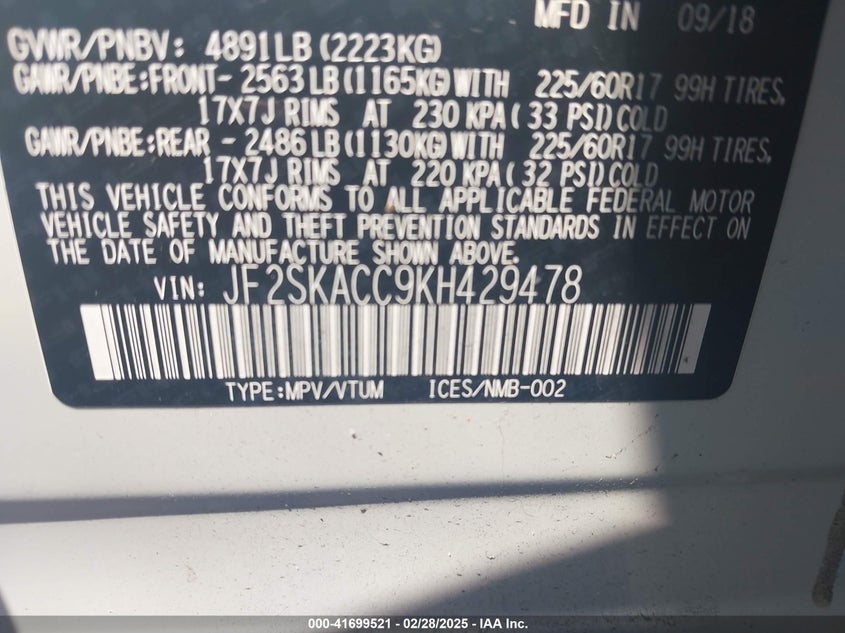 MFD IN 09/18
GVWR/PNBV: 4891LB(2223KG)
GAWR/PNBE:FRONT- 2563LB(1165KG)WITH 225/60R17 99H TIRES,
17X7J RIMS AT 230 KPA( 33 PSI)COLD
GAWR/PNBE:REAR - 2486LB(1130KG)WITH 225/60R17 99H TIRES,
17X7J RIMS AT 220 KPA( 32 PSI)COLD
THIS VEHICLE CONFORMS TO ALL APPLICABLE FEDERAL MOTOR
VEHICLE SAFETY AND THEFT PREVENTION STANDARDS IN EFFECT ON
THE DATE OF MANUFACTURE SHOWN ABOVE.
VIN: JF2SKACC9KH429478
TYPE:MPV/VTUM ICES/NMB-002
000-41699521 - 02/28/2025 - IAA Inc.